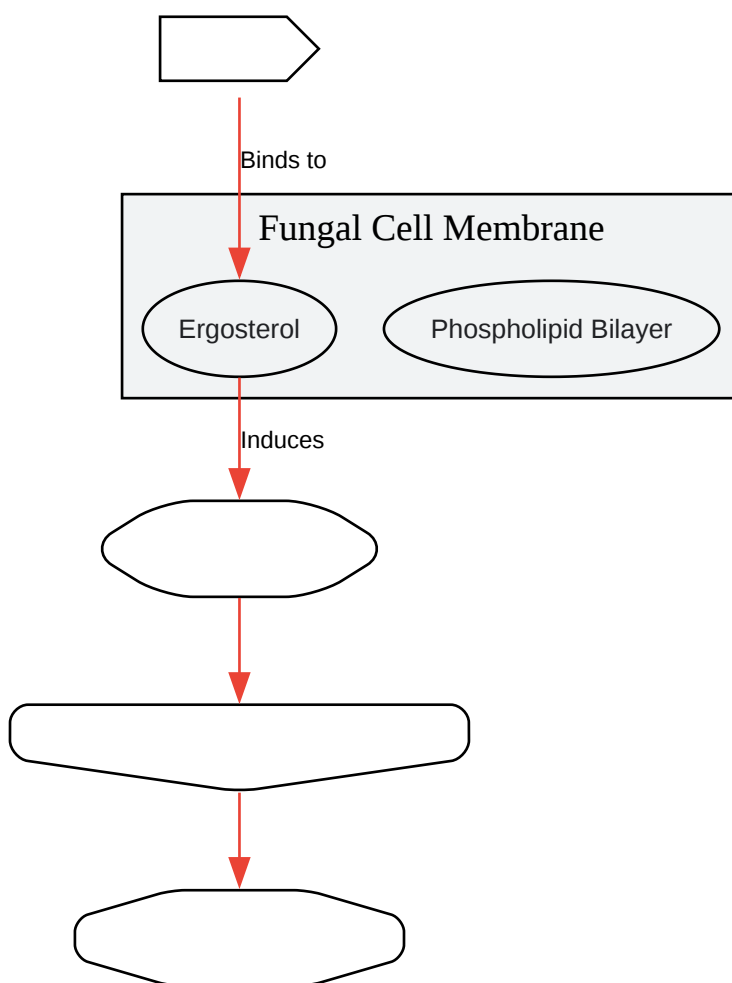 Binds to
Fungal Cell Membrane
Ergosterol
Phospholipid Bilayer
Induces